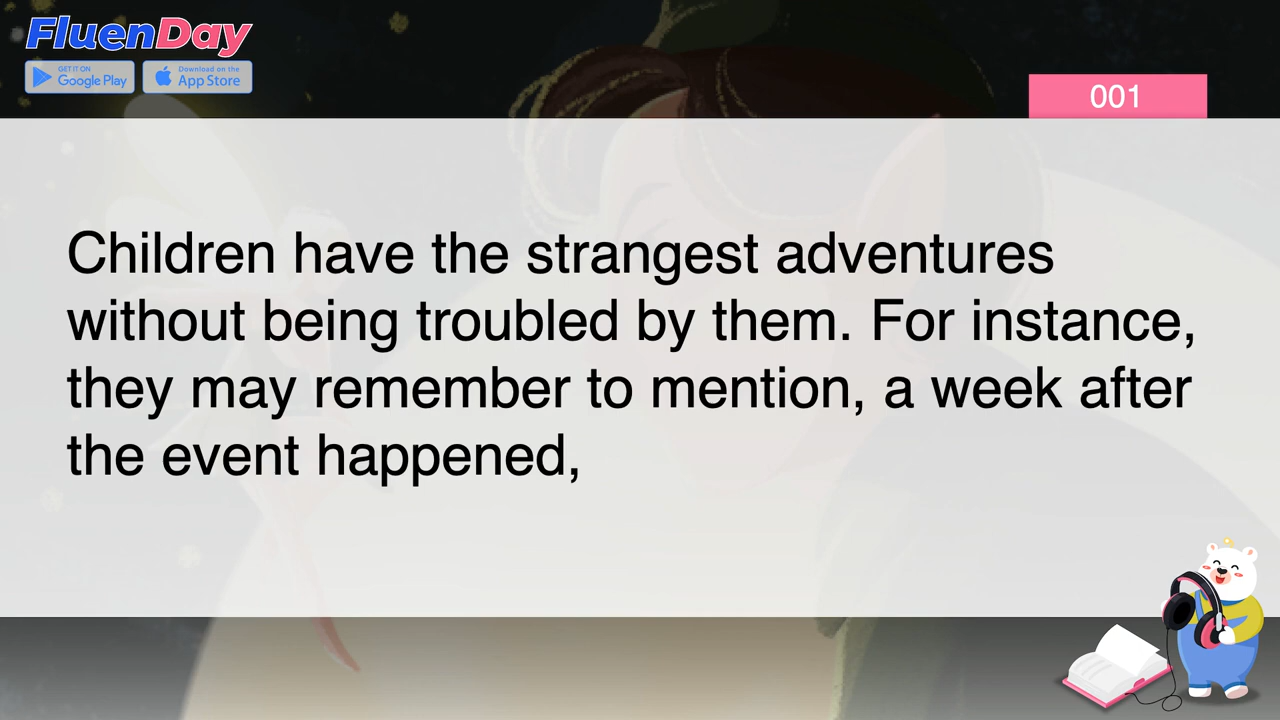 FluenDay
GET IT ON
Google Play
Download on the
App Store
001
Children have the strangest adventures
without being troubled by them. For instance,
they may remember to mention, a week after
the event happened,